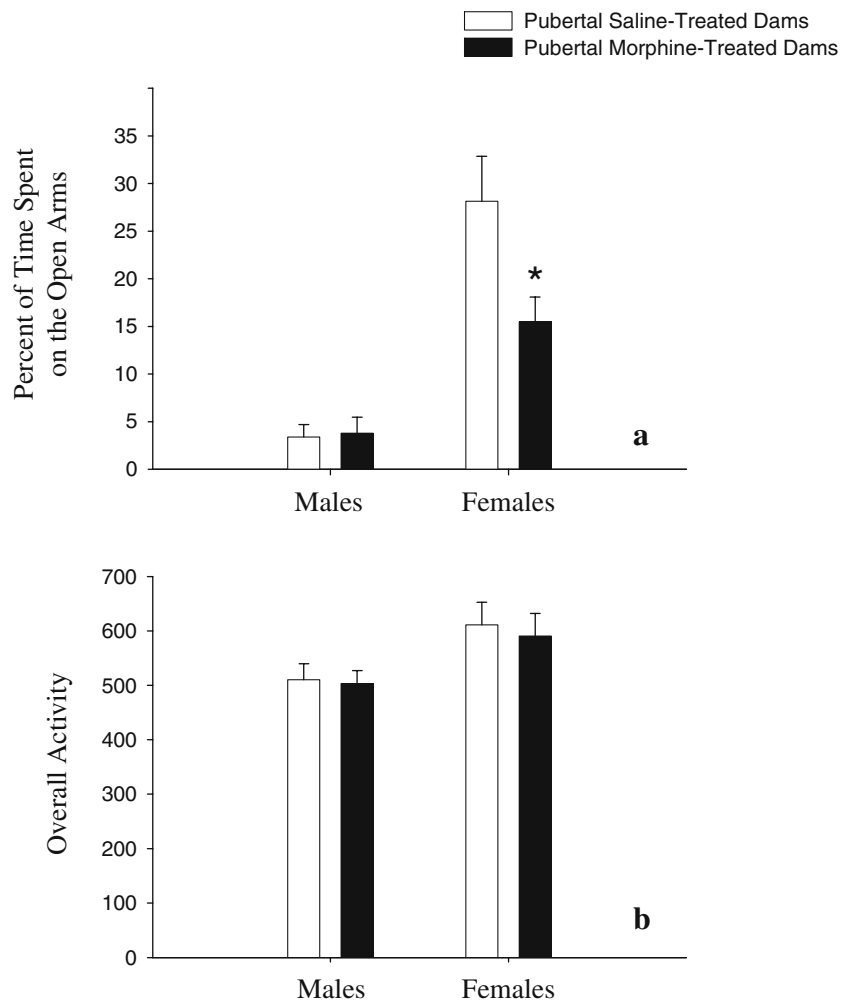 Pubertal Saline-Treated Dams
Pubertal Morphine-Treated Dams
Percent of Time Spent
on the Open Arms
35
30
25
20
15
10
5
0
*
a
Males Females
Overall Activity
700
600
500
400
300
200
100
0
b
Males Females